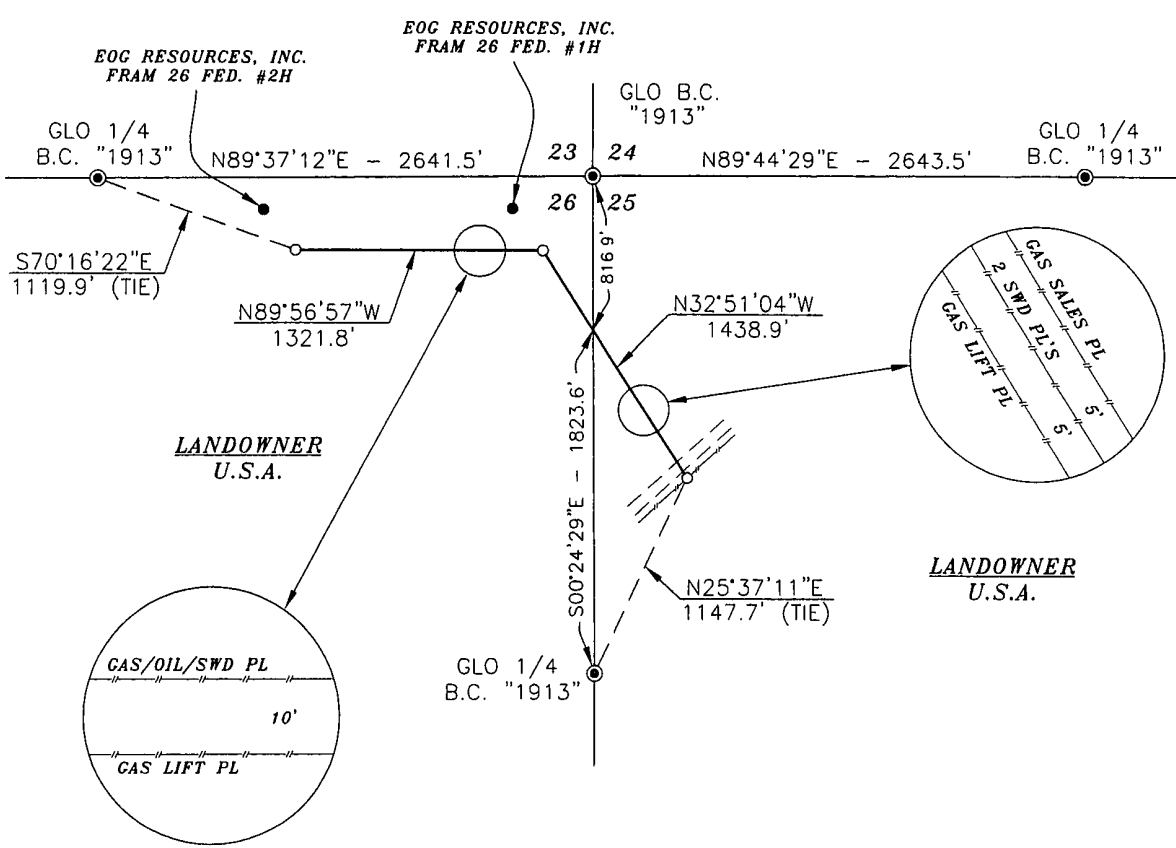 EOG RESOURCES, INC.
FRAM 26 FED. #1H
EOG RESOURCES, INC.
FRAM 26 FED. #2H
GLO B.C.
"1913"
GLO 1/4
B.C. "1913"
GLO 1/4
B.C. "1913"
N89°37'12"E - 2641.5'
23 24
N89°44'29"E - 2643.5'
26 25
S70°16'22"E
1119.9' (TIE)
816.9'
N89°56'57"W
1321.8'
N32°51'04"W
1438.9'
GAS SALES PL
2 SWD PL'S
GAS LIFT PL
5'
5'
LANDOWNER
U.S.A.
S00°24'29"E - 1823.6'
LANDOWNER
U.S.A.
N25°37'11"E
1147.7' (TIE)
GLO 1/4
B.C. "1913"
GAS/OIL/SWD PL
10'
GAS LIFT PL